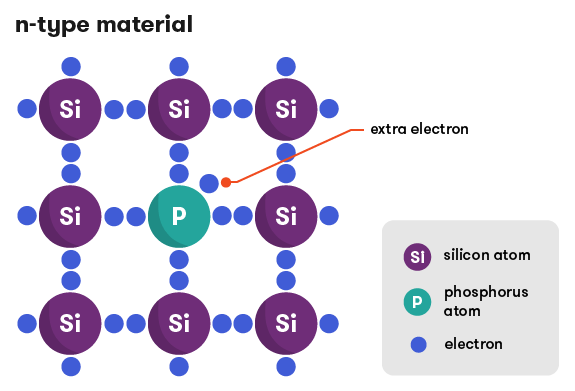 n-type material
Si Si Si
extra electron
Si P Si
Si silicon atom
P phosphorus
atom
Si Si Si
electron